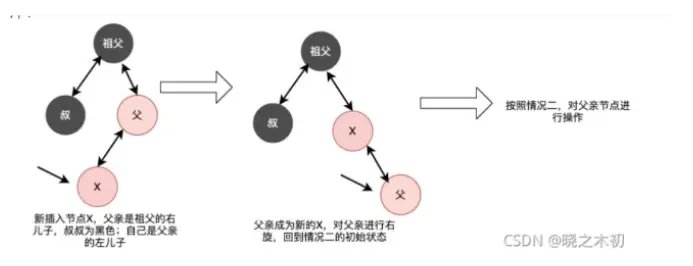 祖父
叔
父
X
新插入节点X，父亲是祖父的右
儿子，叔叔为黑色；自己是父亲
的左儿子
祖父
叔
X
父
父亲成为新的X，对父亲进行右
旋，回到情况二的初始状态
按照情况二，对父亲节点进
行操作
CSDN @晓之木初